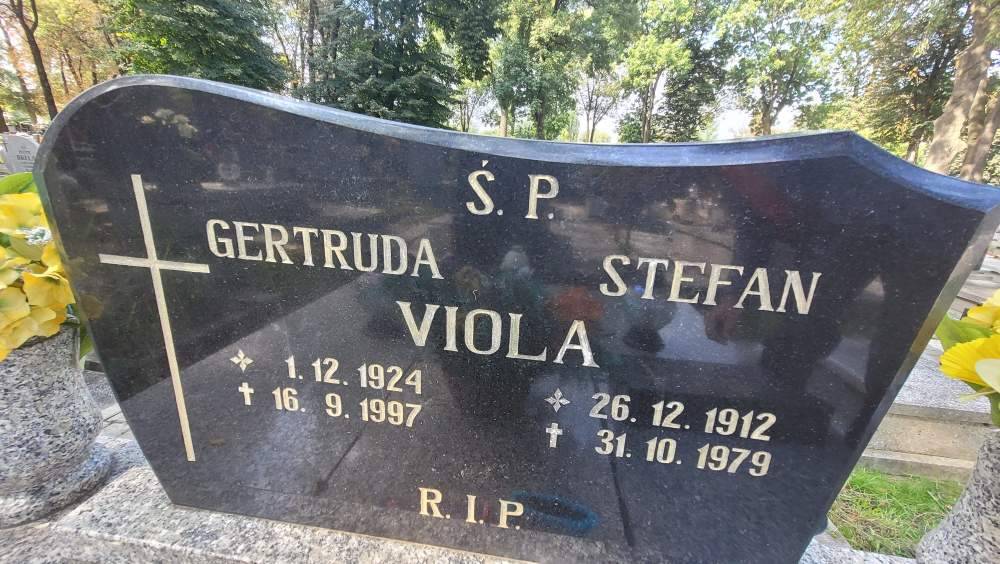 Ś. P.
GERTRUDA STEFAN
VIOLA
1. 12. 1924
16. 9. 1997
26. 12. 1912
31. 10. 1979
R. I. P.